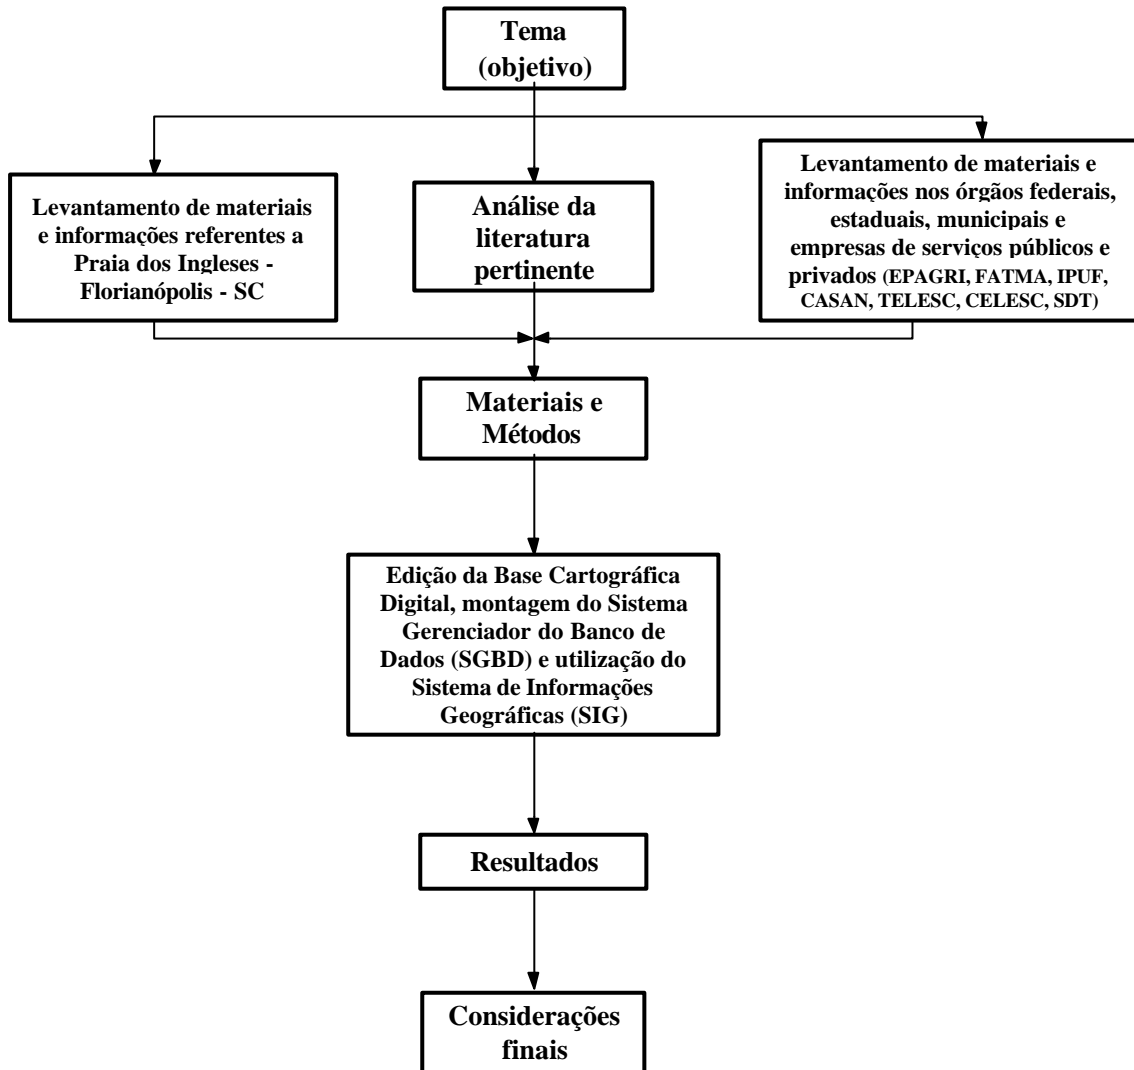 Tema
(objetivo)
Levantamento de materiais
e informações referentes a
Praia dos Ingleses -
Florianópolis - SC
Análise da
literatura
pertinente
Levantamento de materiais e
informações nos órgãos federais,
estaduais, municipais e
empresas de serviços públicos e
privados (EPAGRI, FATMA, IPUF,
CASAN, TELESC, CELESC, SDT)
Materiais e
Métodos
Edição da Base Cartográfica
Digital, montagem do Sistema
Gerenciador do Banco de
Dados (SGBD) e utilização do
Sistema de Informações
Geográficas (SIG)
Resultados
Considerações
finais